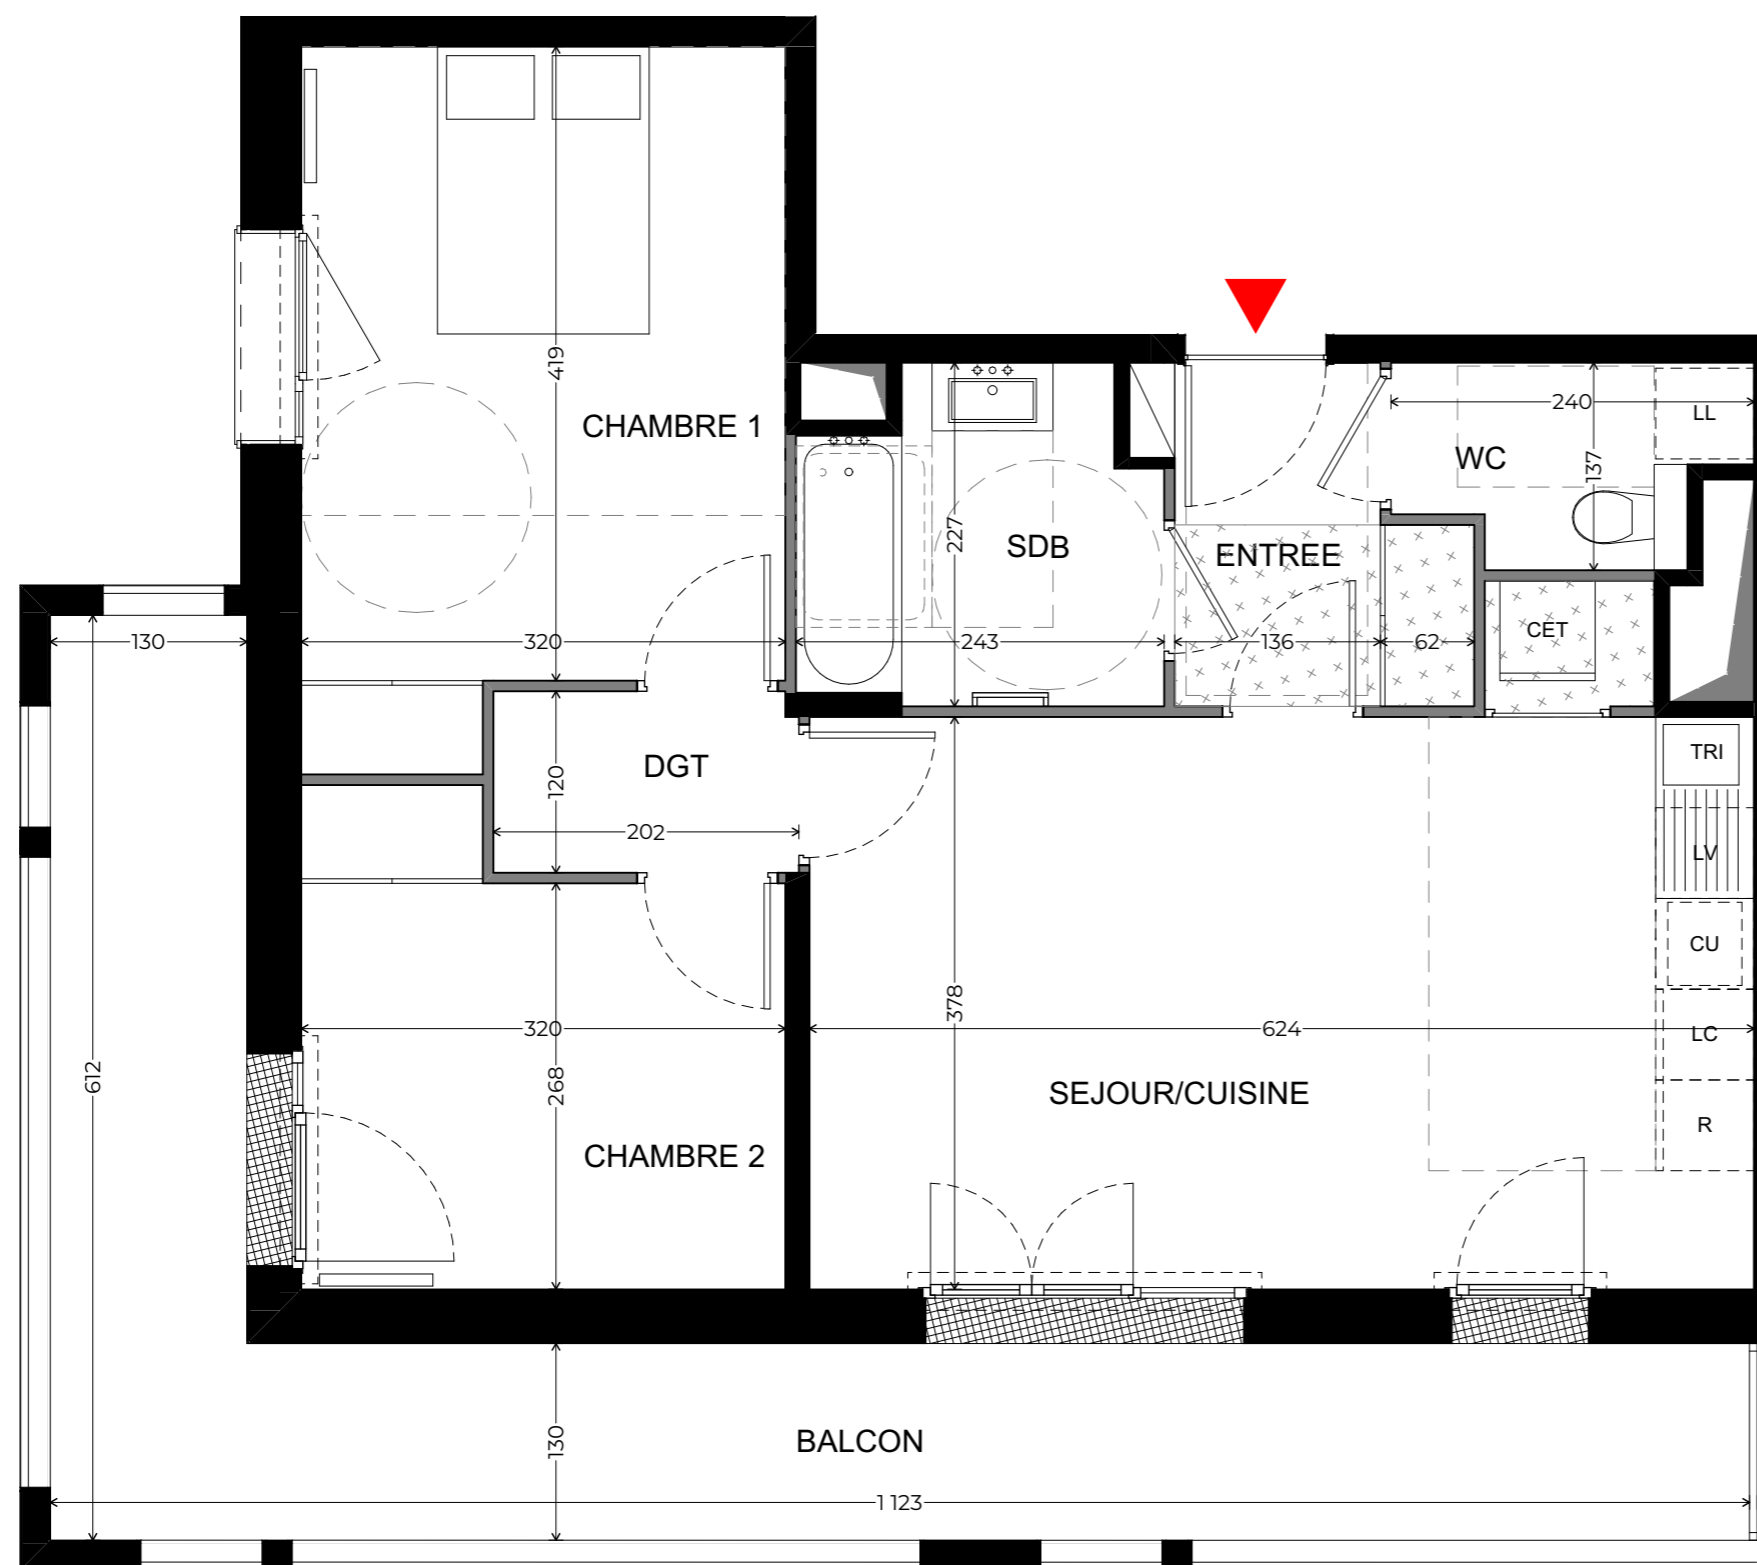 419
CHAMBRE 1
240
LL
WC
137
227
SDB
ENTREE
CET
130
320
243
136
62
DGT
TRI
120
202
LV
CU
378
320
624
LC
612
268
SEJOUR/CUISINE
R
CHAMBRE 2
130
BALCON
1 123